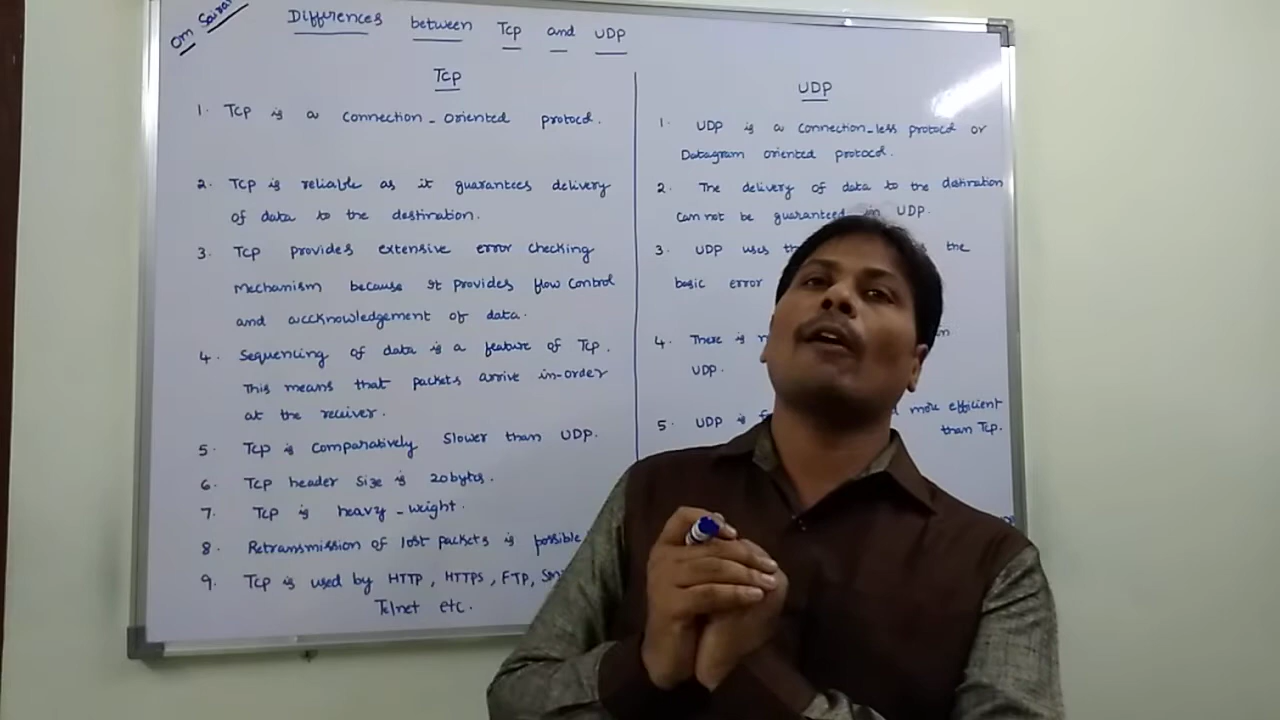 Om Sairam
Differences between Tcp and UDP
Tcp
1. Tcp is a connection-oriented protocol.
2. Tcp is reliable as it guarantees delivery
of data to the destination.
3. Tcp provides extensive error checking
mechanism because it provides flow control
and accknowledgement of data.
4. Sequencing of data is a feature of Tcp.
This means that packets arrive in-order
at the receiver.
5. Tcp is comparatively slower than UDP.
6. Tcp header size is 20bytes.
7. Tcp is heavy-weight.
8. Retransmission of lost packets is possible
9. Tcp is used by HTTP, HTTPS, FTP,
Telnet etc.
UDP
1. UDP is a connection-less protocol or
Datagram oriented protocol.
2. The delivery of data to the destination
can not be guaranteed in UDP.
3. UDP uses the
basic error
4. There is
UDP.
5. UDP is more efficient
than Tcp.